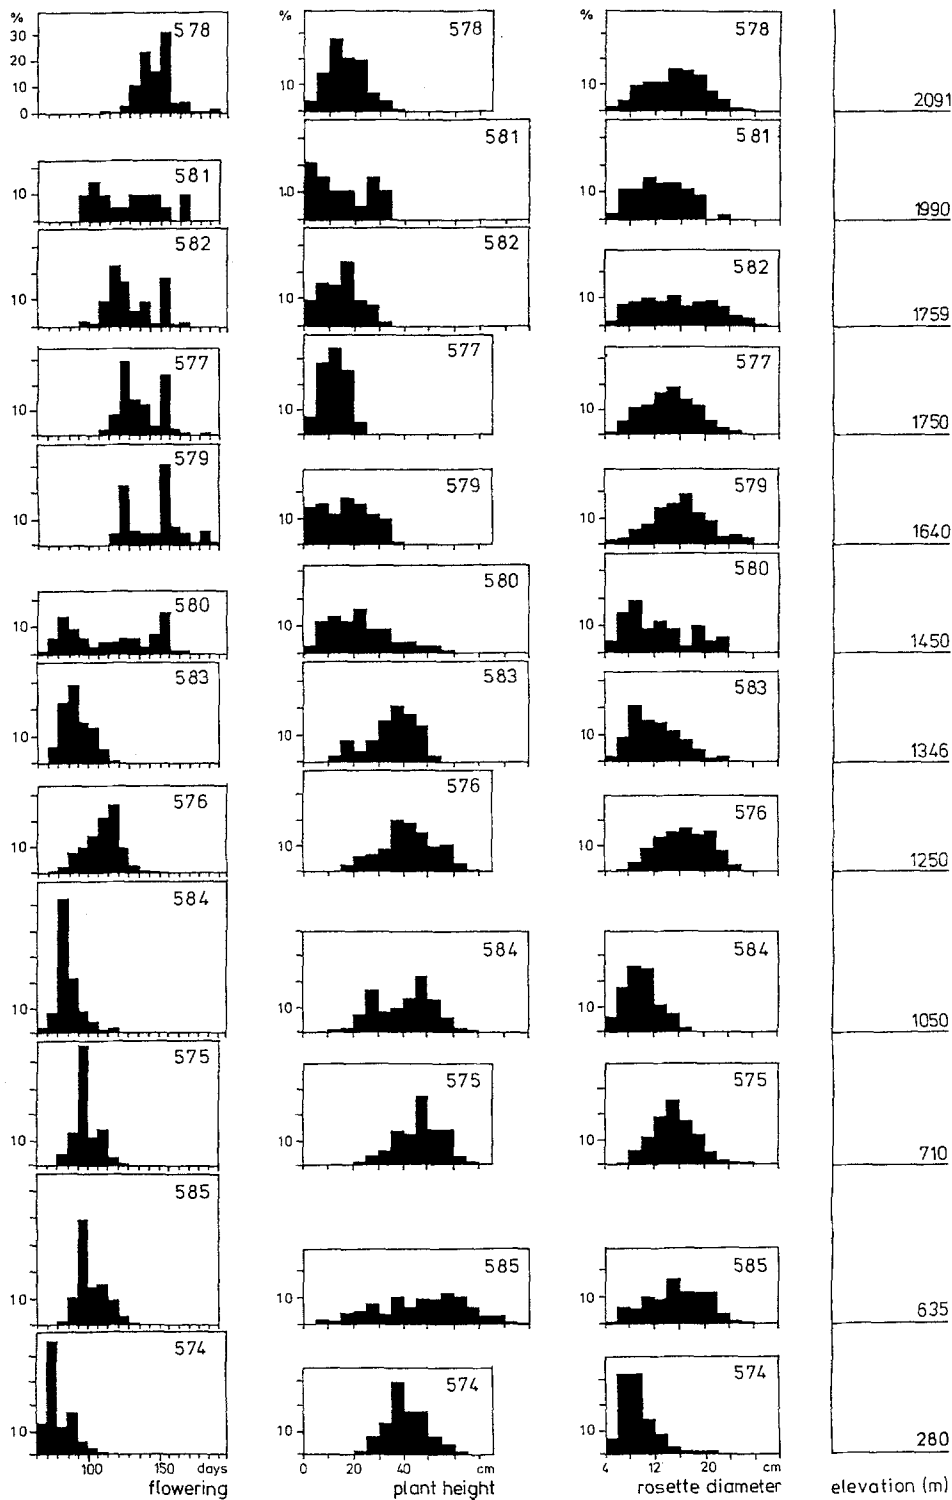 % % %
578 578 578
30
20
10 10 10
0
2091
581 581 581
10 10 10
1990
582 582 582
10 10 10
1759
577 577 577
10 10 10
1750
579 579 579
10 10 10
1640
580 580 580
10 10 10
1450
583 583 583
10 10 10
1346
576 576 576
10 10 10
1250
584 584 584
10 10 10
1050
575 575 575
10 10 10
710
585 585 585
10 10 10
635
574 574 574
10 10 10
280
100 150 days 0 20 40 cm 4 12 20 cm
flowering plant height rosette diameter elevation (m)